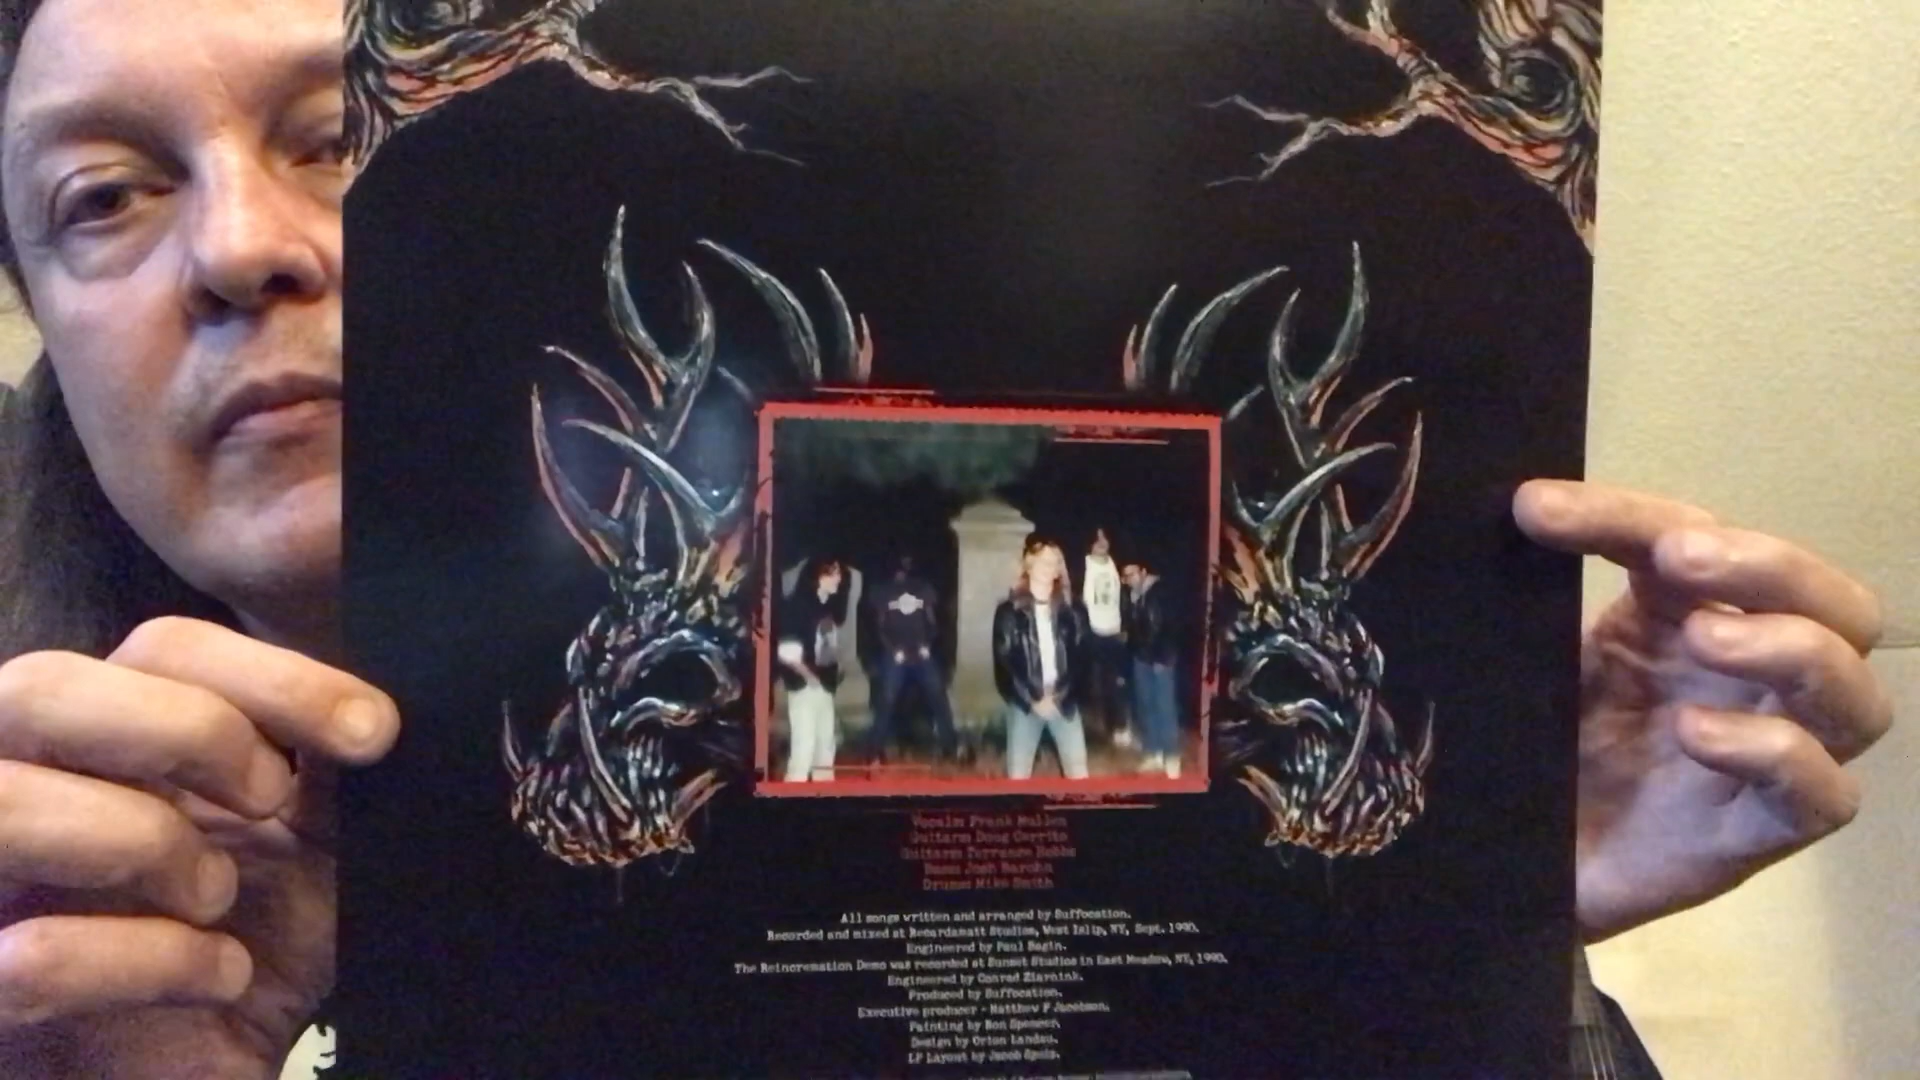 Vocals: Frank Mullen
Guitars: Doug Cerrito
Guitars: Terrance Hobbs
Bass: Josh Barohn
Drums: Mike Smith
All songs written and arranged by Suffocation.
Recorded and mixed at Recordamatt Studios, West Islip, NY, Sept. 1990.
Engineered by Paul Bagin.
The Reincremation Demo was recorded at Sunset Studios in East Meadow, NY, 1990.
Engineered by Conrad Ziarnink.
Produced by Suffocation.
Executive producer - Matthew F Jacobson.
Painting by Ron Spencer.
Design by Orion Landau.
LP Layout by Jacob Speis.